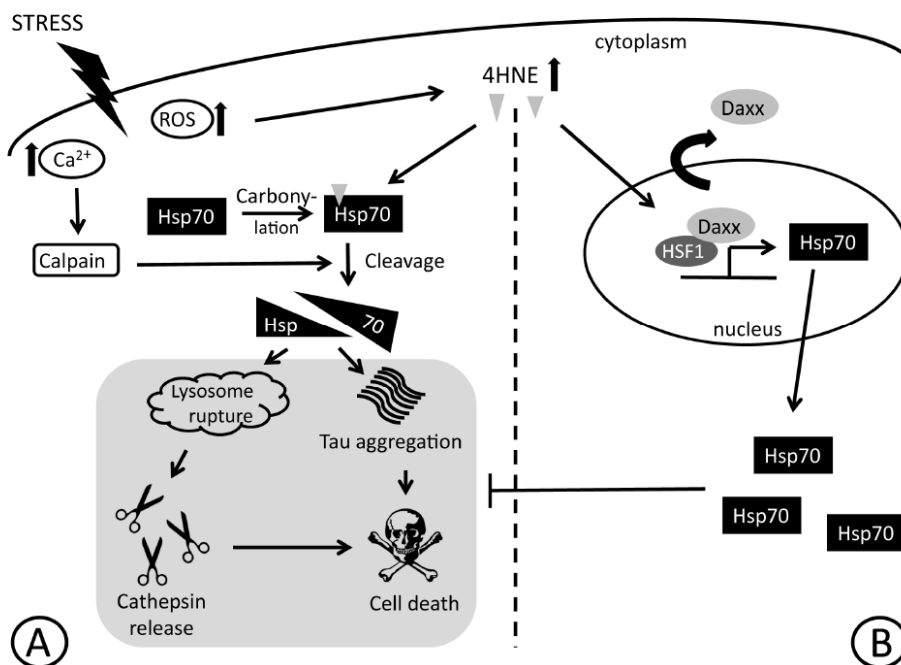 STRESS
cytoplasm
4HNE
ROS
Daxx
Ca²⁺
Hsp70
Carbony-
lation
Hsp70
Daxx
HSF1
Hsp70
Calpain
Cleavage
Hsp
70
nucleus
Lysosome
rupture
Tau aggregation
Hsp70
Hsp70
Hsp70
Cathepsin
release
Cell death
A
B